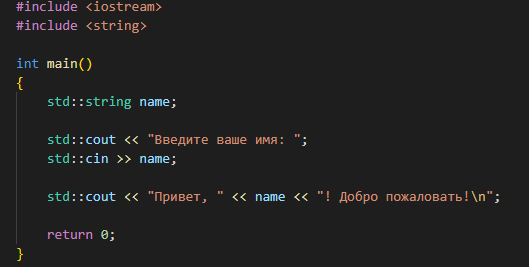 #include <iostream>
#include <string>
int main()
{
std::string name;
std::cout << "Введите ваше имя: ";
std::cin >> name;
std::cout << "Привет, " << name << "! Добро пожаловать!\n";
return 0;
}